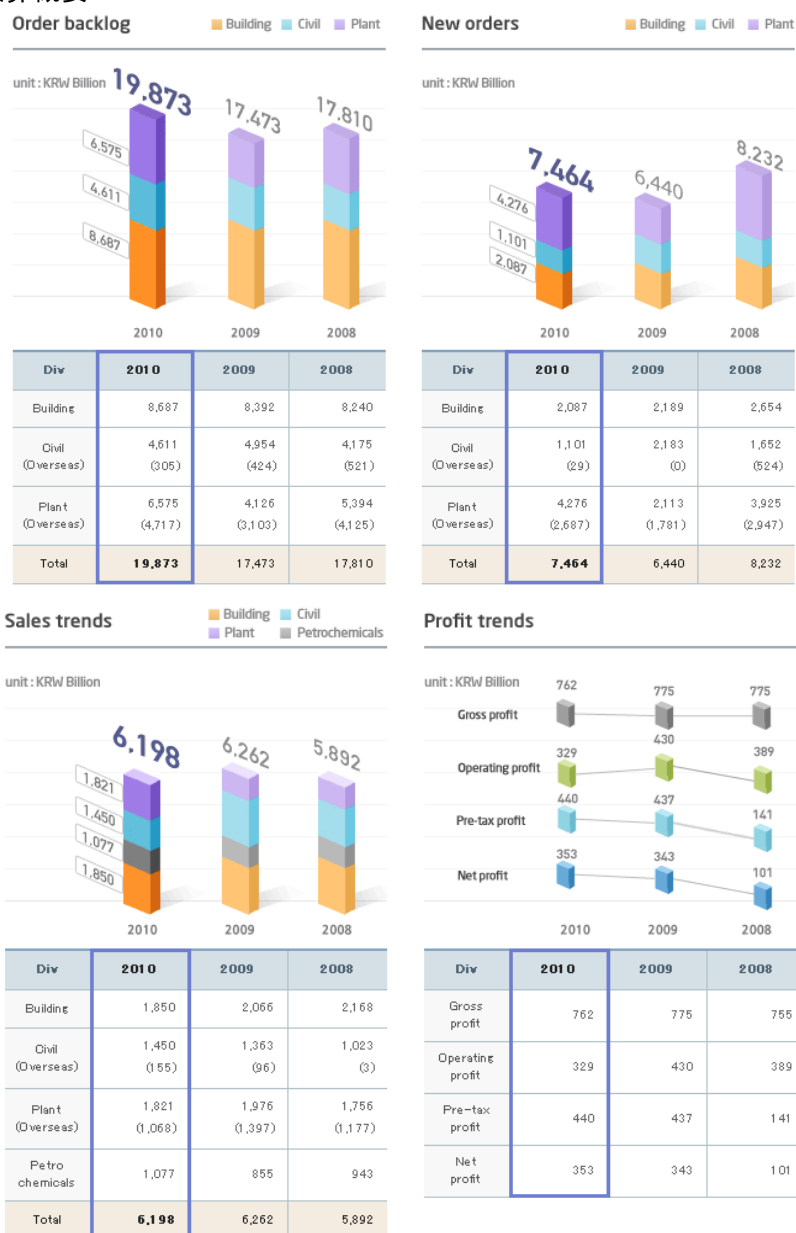 Order backlog
Building Civil Plant
unit : KRW Billion
19,873
17,473
17,810
6,575
4,611
8,687
2010 2009 2008
Div 2010 2009 2008
Building 8,687 8,392 8,240
Civil 4,611 4,954 4,175
(Overseas) (305) (424) (521)
Plant 6,575 4,126 5,394
(Overseas) (4,717) (3,103) (4,125)
Total 19,873 17,473 17,810
New orders
Building Civil Plant
unit : KRW Billion
7,464
6,440
8,232
4,276
1,101
2,087
2010 2009 2008
Div 2010 2009 2008
Building 2,087 2,189 2,654
Civil 1,101 2,183 1,652
(Overseas) (29) (0) (524)
Plant 4,276 2,113 3,925
(Overseas) (2,687) (1,781) (2,947)
Total 7,464 6,440 8,232
Sales trends
Building Civil
Plant Petrochemicals
unit : KRW Billion
6,198
6,262
5,892
1,821
1,450
1,077
1,850
2010 2009 2008
Div 2010 2009 2008
Building 1,850 2,066 2,168
Civil 1,450 1,363 1,023
(Overseas) (155) (96) (3)
Plant 1,821 1,976 1,756
(Overseas) (1,068) (1,397) (1,177)
Petro
chemicals 1,077 855 943
Total 6,198 6,262 5,892
Profit trends
unit : KRW Billion
762 775 775
Gross profit
329 430 389
Operating profit
440 437 141
Pre-tax profit
353 343 101
Net profit
2010 2009 2008
Div 2010 2009 2008
Gross
profit 762 775 755
Operating
profit 329 430 389
Pre-tax
profit 440 437 141
Net
profit 353 343 101